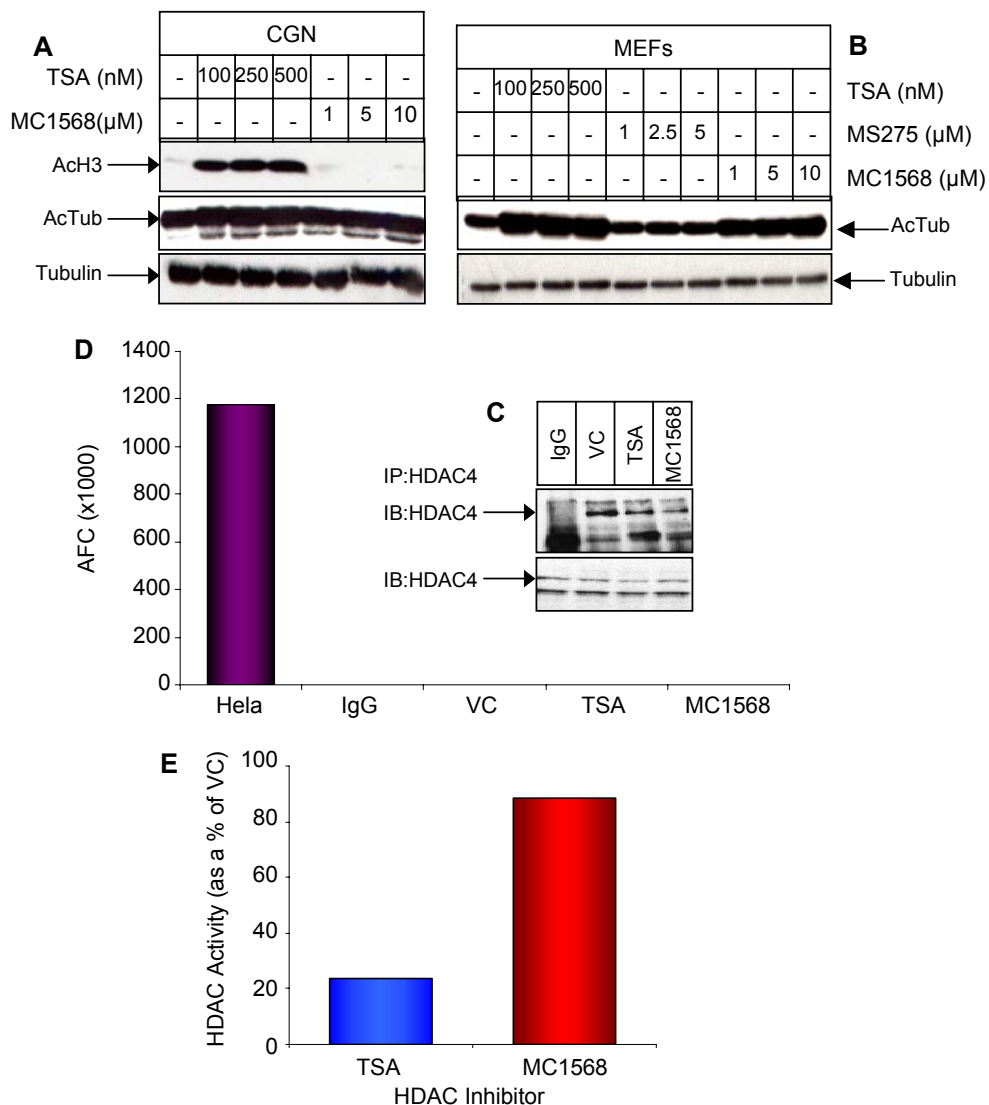 A
CGN
TSA (nM) - 100 250 500 - - -
MC1568(µM) - - - - 1 5 10
AcH3
AcTub
Tubulin
MEFs
B
- 100 250 500 - - - - - - TSA (nM)
- - - - 1 2.5 5 - - - MS275 (µM)
- - - - - - - 1 5 10 MC1568 (µM)
AcTub
Tubulin
D
1400
1200
1000
800
600
400
200
0
AFC (x1000)
Hela IgG VC TSA MC1568
C
IgG VC TSA MC1568
IP:HDAC4
IB:HDAC4
IB:HDAC4
E
100
80
60
40
20
0
HDAC Activity (as a % of VC)
TSA MC1568
HDAC Inhibitor